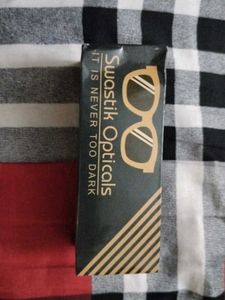 Swastik Opticals
IT IS NEVER TOO DARK